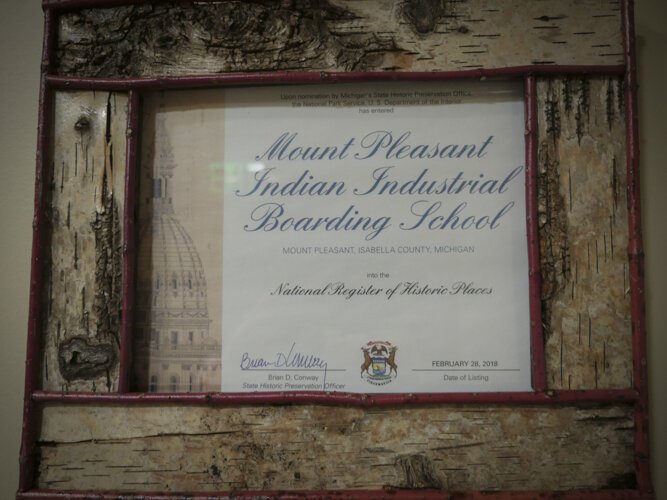 Upon nomination by Michigan's State Historic Preservation Office,
the National Park Service, U. S. Department of the Interior
has entered
Mount Pleasant
Indian Industrial
Boarding School
MOUNT PLEASANT, ISABELLA COUNTY, MICHIGAN
into the
National Register of Historic Places
Brian D. Conway
Brian D. Conway
State Historic Preservation Officer
FEBRUARY 28, 2018
Date of Listing